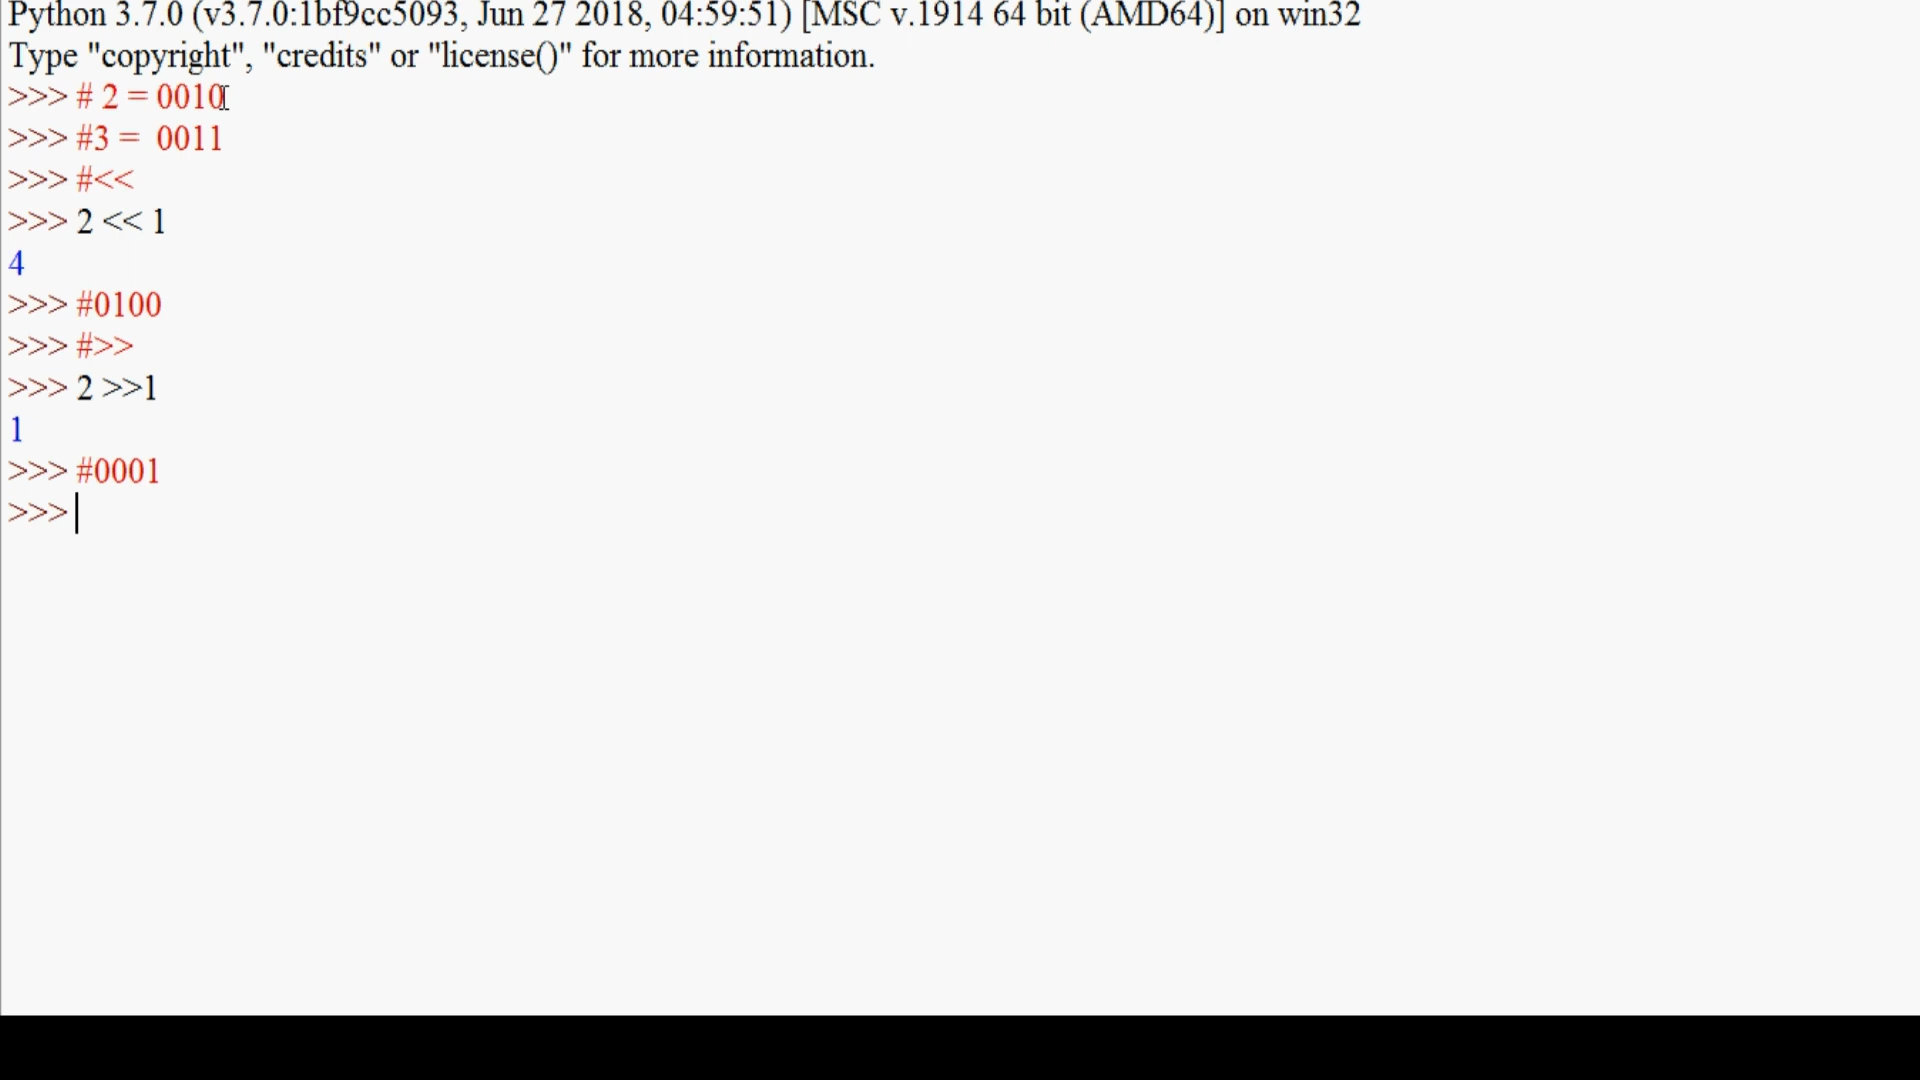 Python 3.7.0 (v3.7.0:1bf9cc5093, Jun 27 2018, 04:59:51) [MSC v.1914 64 bit (AMD64)] on win32
Type "copyright", "credits" or "license()" for more information.
>>> # 2 = 0010
>>> #3 =  0011
>>> #<<
>>> 2 << 1
4
>>> #0100
>>> #>>
>>> 2 >>1
1
>>> #0001
>>>